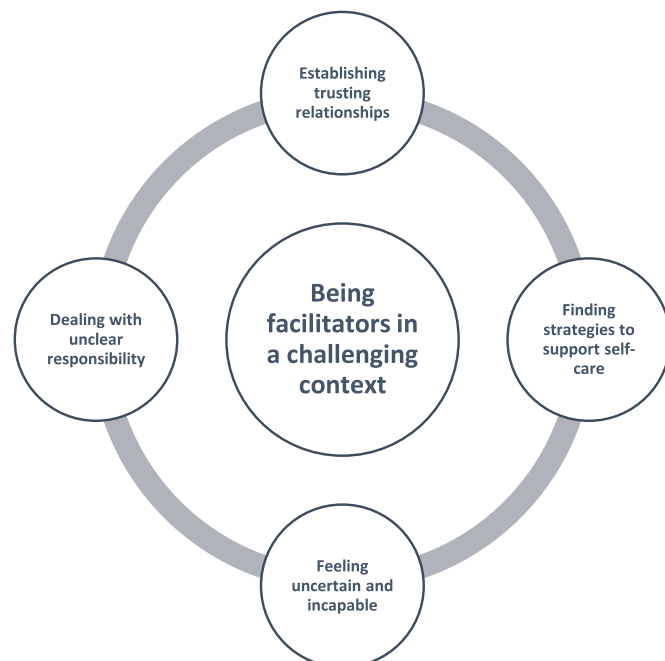 Establishing
trusting
relationships
Dealing with
unclear
responsibility
Being
facilitators in
a challenging
context
Finding
strategies to
support self-
care
Feeling
uncertain and
incapable